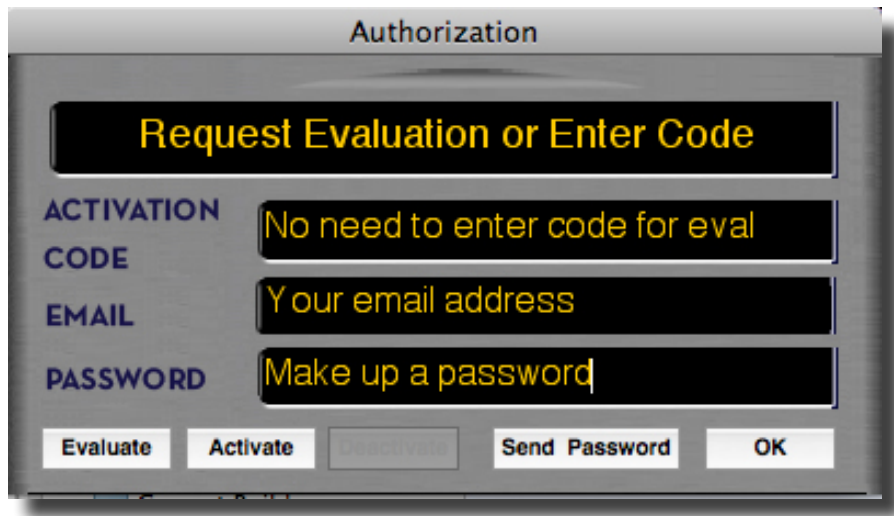 Authorization
Request Evaluation or Enter Code
ACTIVATION
CODE
No need to enter code for eval
EMAIL
Your email address
PASSWORD
Make up a password
Evaluate Activate Deactivate Send Password OK